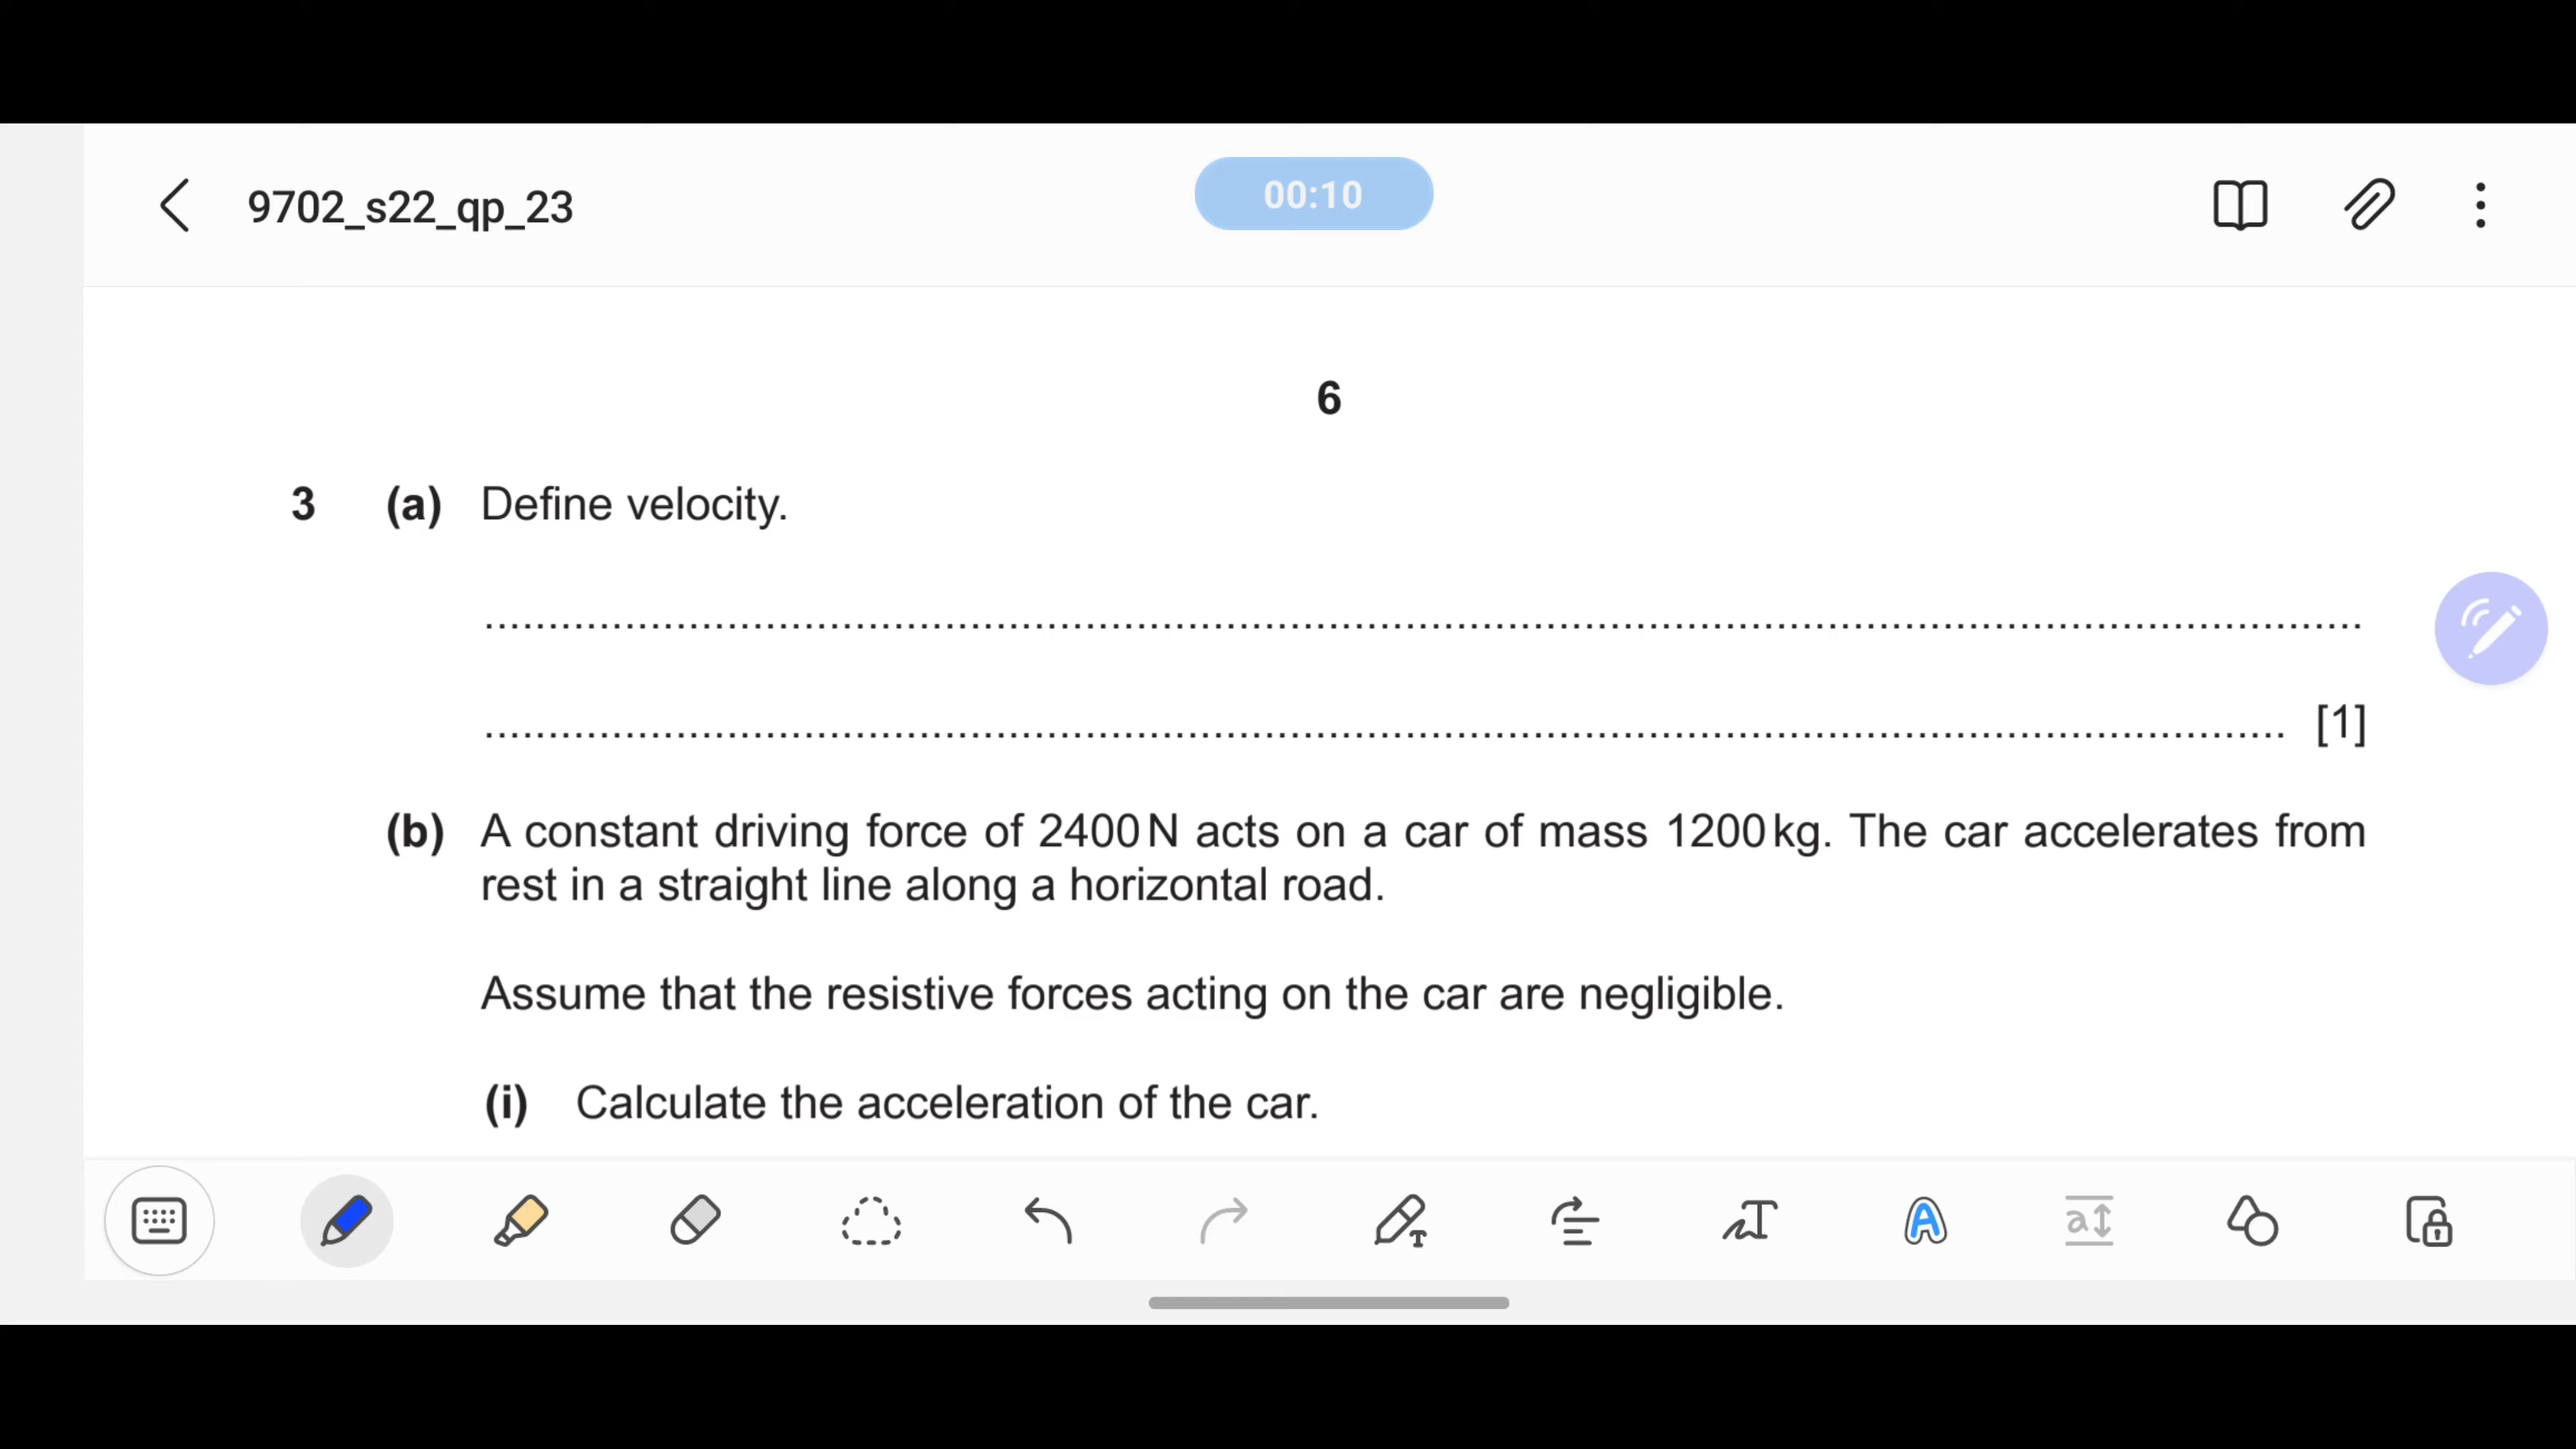 9702_s22_qp_23
00:10
6
3 (a) Define velocity.
........................................................................................................................................................
.................................................................................................................................................. [1]
(b) A constant driving force of 2400 N acts on a car of mass 1200 kg. The car accelerates from
rest in a straight line along a horizontal road.
Assume that the resistive forces acting on the car are negligible.
(i) Calculate the acceleration of the car.